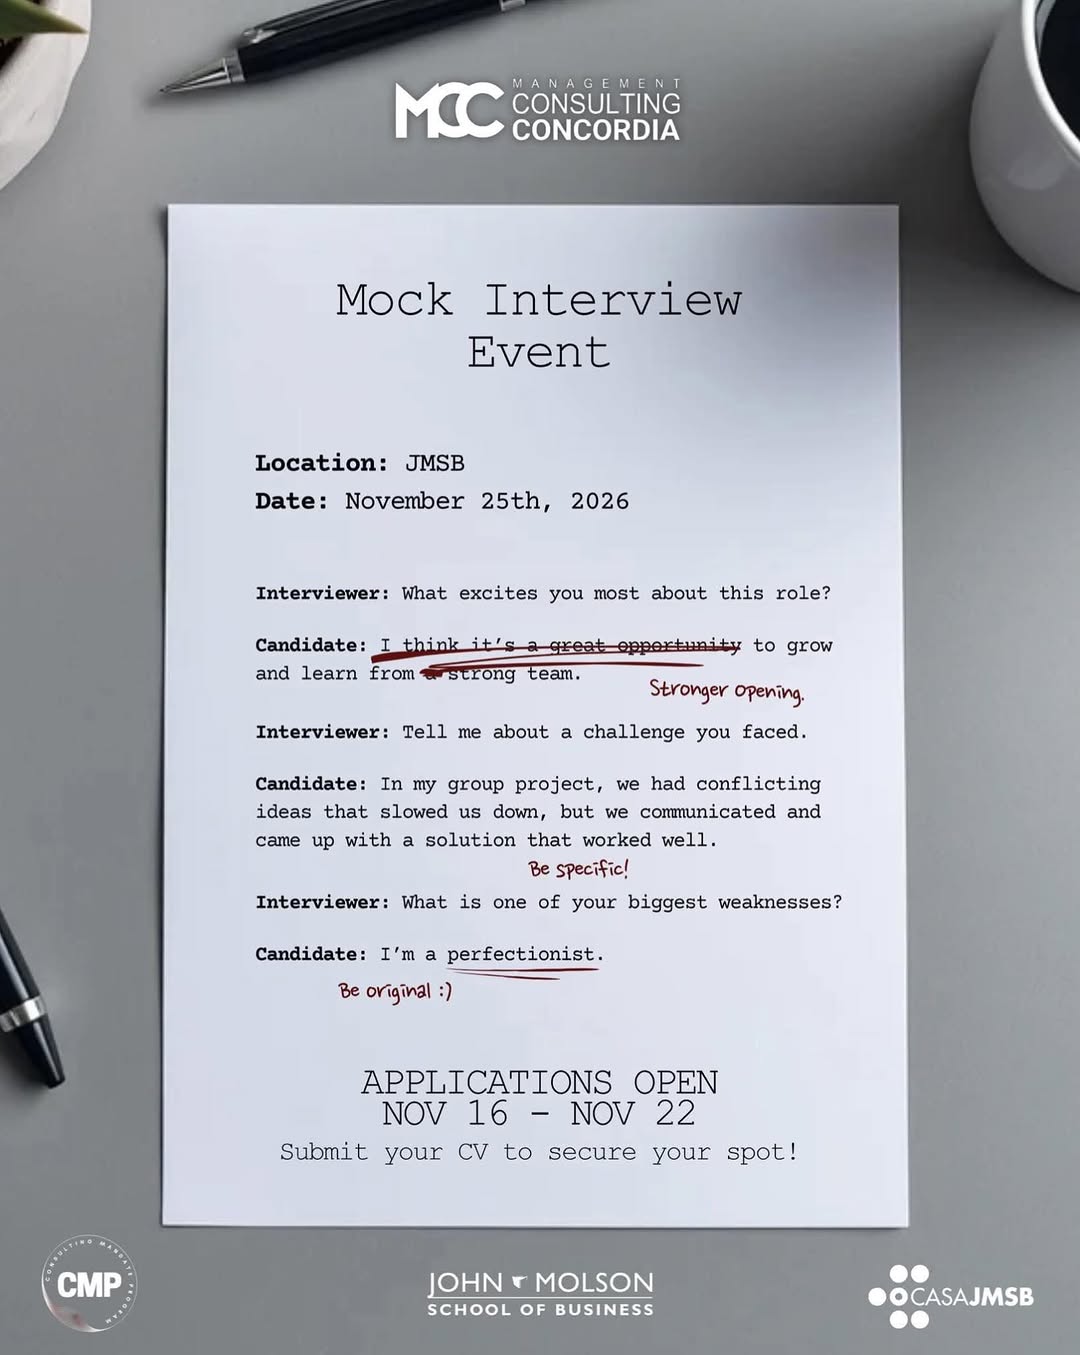 MCC MANAGEMENT
CONSULTING
CONCORDIA
Mock Interview
Event
Location: JMSB
Date: November 25th, 2026
Interviewer: What excites you most about this role?
Candidate: I think it's a great opportunity to grow
and learn from a strong team.
Stronger opening.
Interviewer: Tell me about a challenge you faced.
Candidate: In my group project, we had conflicting
ideas that slowed us down, but we communicated and
came up with a solution that worked well.
Be specific!
Interviewer: What is one of your biggest weaknesses?
Candidate: I'm a perfectionist.
Be original :)
APPLICATIONS OPEN
NOV 16 - NOV 22
Submit your CV to secure your spot!
CONSULTING MANDATE PROGRAM
CMP
JOHN MOLSON
SCHOOL OF BUSINESS
CASAJMSB